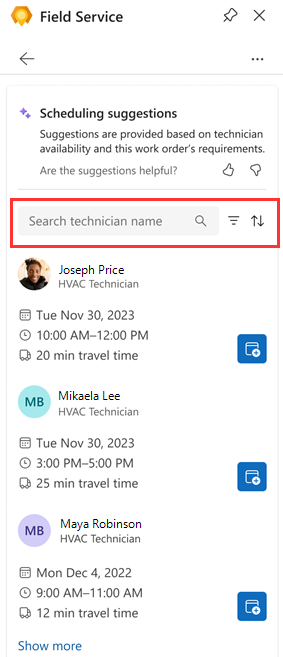 Field Service
Scheduling suggestions
Suggestions are provided based on technician
availability and this work order's requirements.
Are the suggestions helpful?
Search technician name
Joseph Price
HVAC Technician
Tue Nov 30, 2023
10:00 AM–12:00 PM
20 min travel time
MB
Mikaela Lee
HVAC Technician
Tue Nov 30, 2023
3:00 PM–5:00 PM
25 min travel time
MB
Maya Robinson
HVAC Technician
Mon Dec 4, 2022
9:00 AM–11:00 AM
12 min travel time
Show more